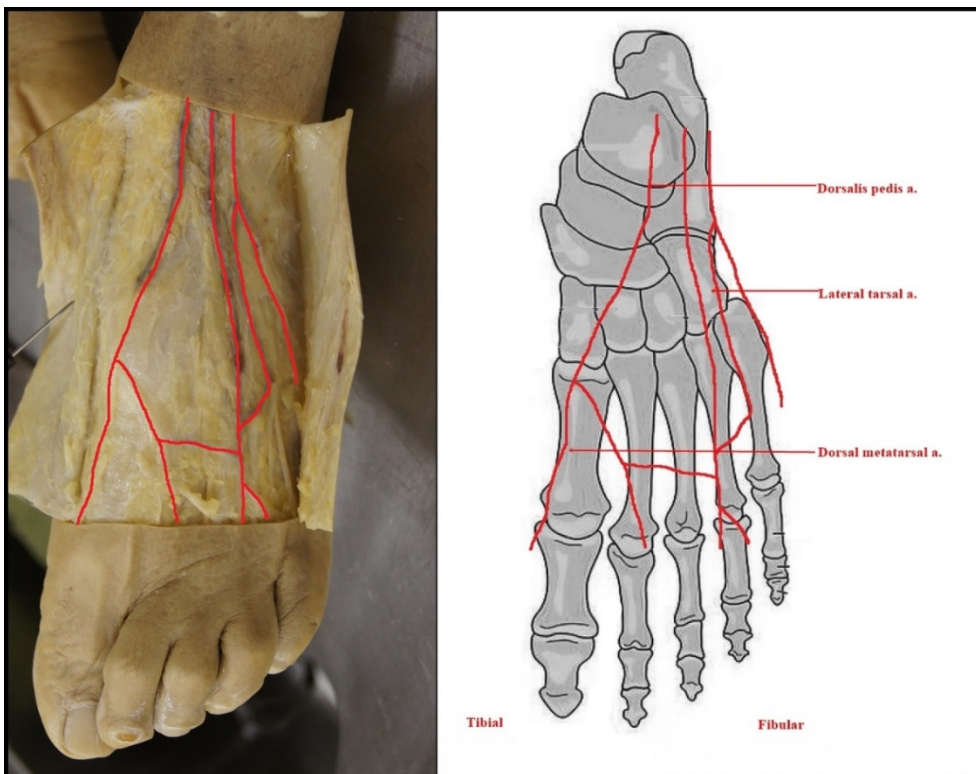 Dorsalis pedis a.
Lateral tarsal a.
Dorsal metatarsal a.
Tibial
Fibular